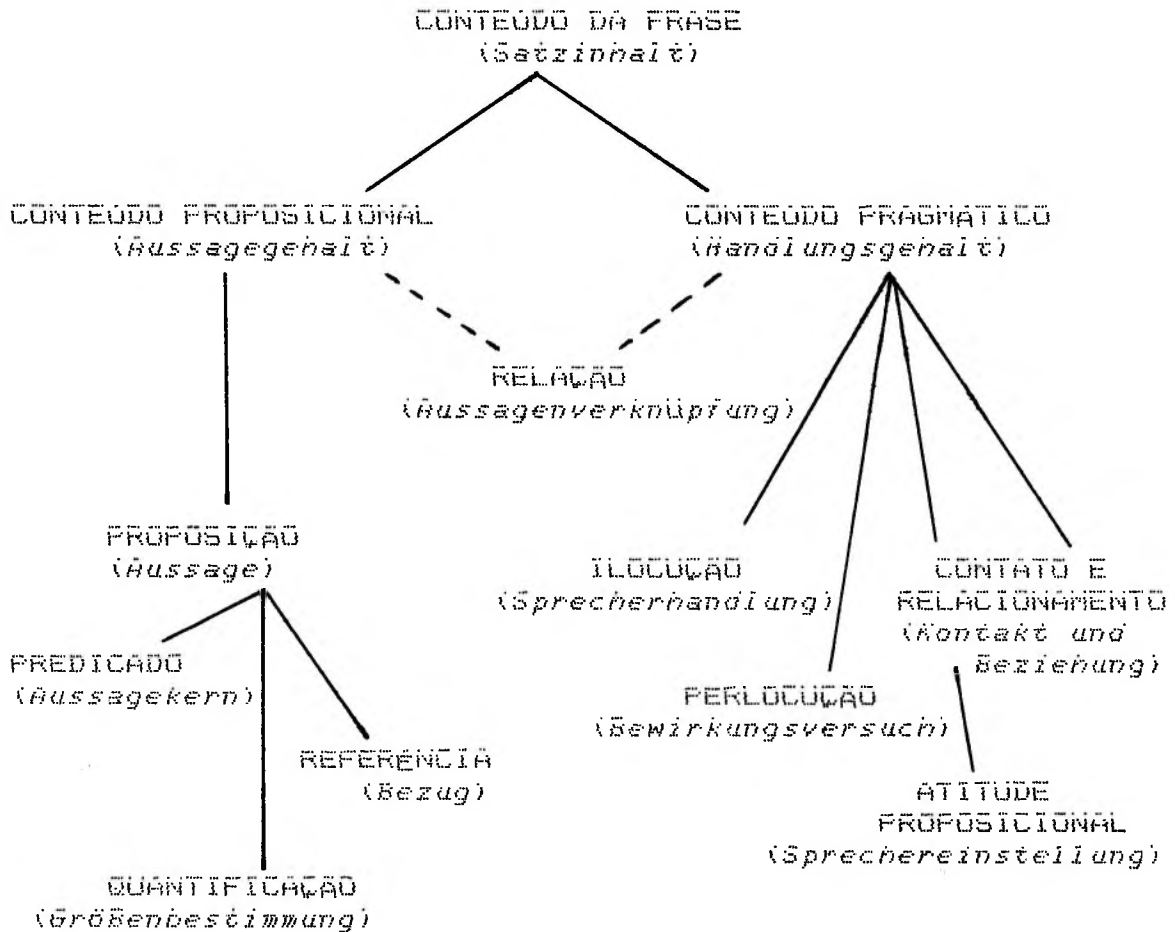 CONTEÚDO DA FRASE
(Satzinhalt)
CONTEÚDO PROPOSICIONAL
(Aussagegehalt)
CONTEÚDO PRAGMÁTICO
(Handlungsgehalt)
RELAÇÃO
(Aussagenverknüpfung)
PROPOSIÇÃO
(Aussage)
ILOCUÇÃO
(Sprecherhandlung)
CONTATO E
RELACIONAMENTO
(Kontakt und
Beziehung)
PREDICADO
(Aussagekern)
PERLOCUÇÃO
(Bewirkungsversuch)
REFERÊNCIA
(Bezug)
ATITUDE
PROPOSICIONAL
(Sprechereinstellung)
QUANTIFICAÇÃO
(Größenbestimmung)